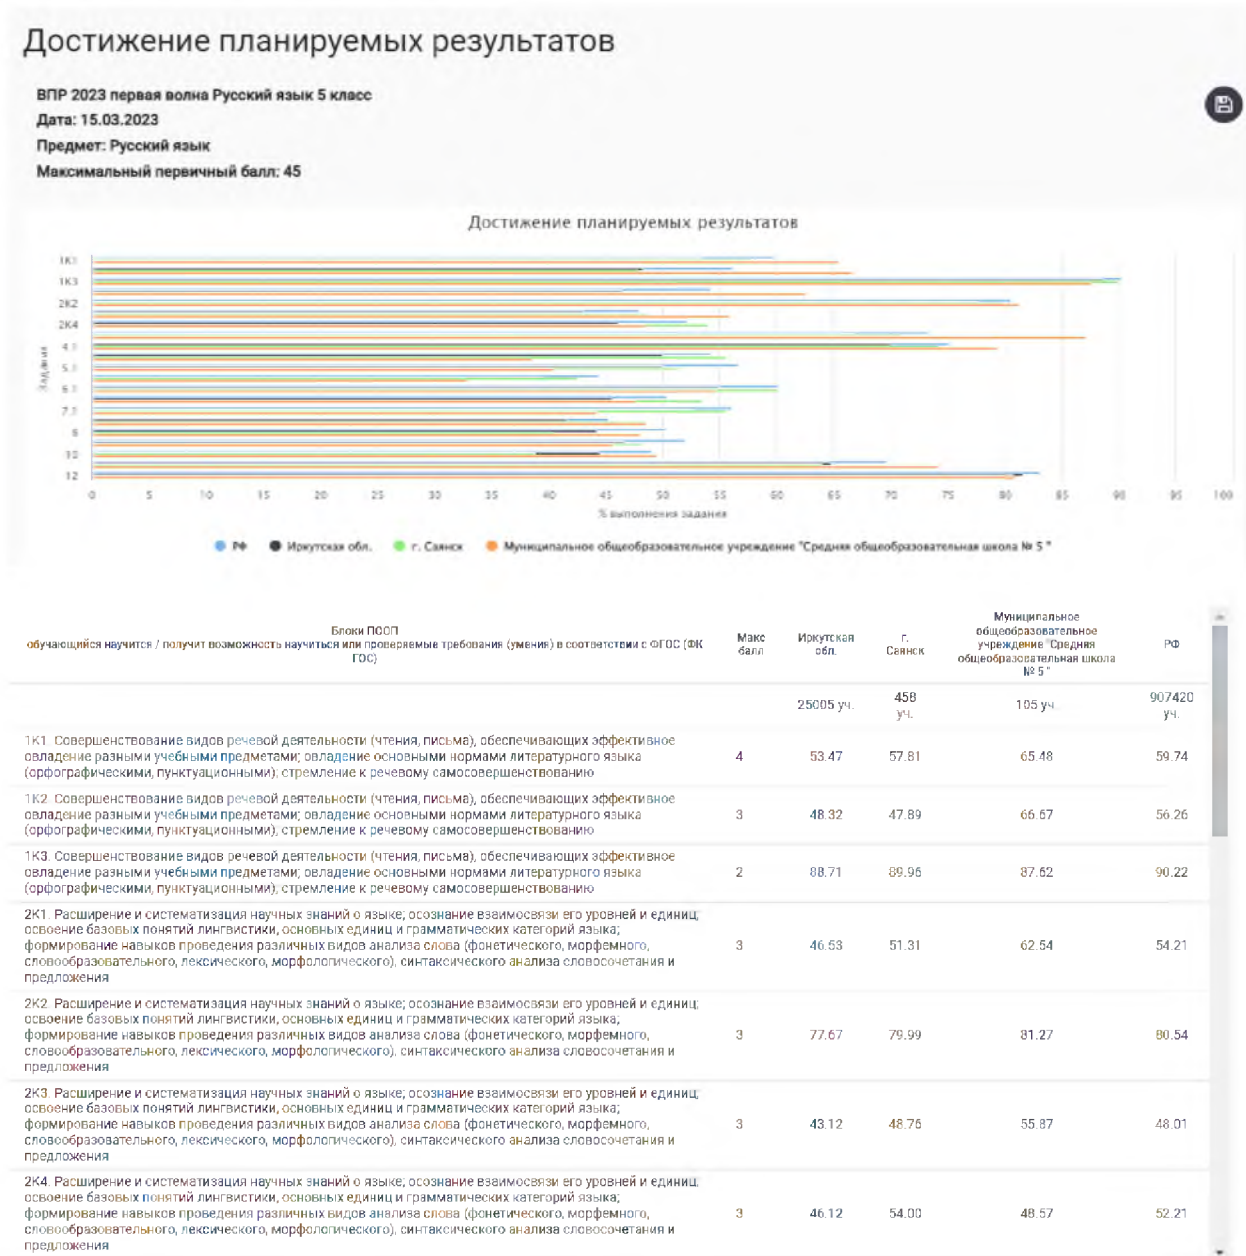 Достижение планируемых результатов
ВПР 2023 первая волна Русский язык 5 класс
Дата: 15.03.2023
Предмет: Русский язык
Максимальный первичный балл: 45
Достижение планируемых результатов
1К1
1К3
2К2
2К4
4.1
5.1
6.1
7.1
8
10
12
Задания
0 5 10 15 20 25 30 35 40 45 50 55 60 65 70 75 80 85 90 95 100
% выполнения задания
РФ Иркутская обл. г. Саянск Муниципальное общеобразовательное учреждение "Средняя общеобразовательная школа № 5 "
Блоки ПООП
обучающийся научится / получит возможность научиться или проверяемые требования (умения) в соответствии с ФГОС (ФК
ГОС)
Макс
балл
Иркутская
обл.
г.
Саянск
Муниципальное
общеобразовательное
учреждение "Средняя
общеобразовательная школа
№ 5 "
РФ
25005 уч.
458
уч.
105 уч.
907420
уч.
1К1. Совершенствование видов речевой деятельности (чтения, письма), обеспечивающих эффективное
овладение разными учебными предметами; овладение основными нормами литературного языка
(орфографическими, пунктуационными); стремление к речевому самосовершенствованию
4 53.47 57.81 65.48 59.74
1К2. Совершенствование видов речевой деятельности (чтения, письма), обеспечивающих эффективное
овладение разными учебными предметами; овладение основными нормами литературного языка
(орфографическими, пунктуационными); стремление к речевому самосовершенствованию
3 48.32 47.89 66.67 56.26
1К3. Совершенствование видов речевой деятельности (чтения, письма), обеспечивающих эффективное
овладение разными учебными предметами; овладение основными нормами литературного языка
(орфографическими, пунктуационными); стремление к речевому самосовершенствованию
2 88.71 89.96 87.62 90.22
2К1. Расширение и систематизация научных знаний о языке; осознание взаимосвязи его уровней и единиц;
освоение базовых понятий лингвистики, основных единиц и грамматических категорий языка;
формирование навыков проведения различных видов анализа слова (фонетического, морфемного,
словообразовательного, лексического, морфологического), синтаксического анализа словосочетания и
предложения
3 46.53 51.31 62.54 54.21
2К2. Расширение и систематизация научных знаний о языке; осознание взаимосвязи его уровней и единиц;
освоение базовых понятий лингвистики, основных единиц и грамматических категорий языка;
формирование навыков проведения различных видов анализа слова (фонетического, морфемного,
словообразовательного, лексического, морфологического), синтаксического анализа словосочетания и
предложения
3 77.67 79.99 81.27 80.54
2К3. Расширение и систематизация научных знаний о языке; осознание взаимосвязи его уровней и единиц;
освоение базовых понятий лингвистики, основных единиц и грамматических категорий языка;
формирование навыков проведения различных видов анализа слова (фонетического, морфемного,
словообразовательного, лексического, морфологического), синтаксического анализа словосочетания и
предложения
3 43.12 48.76 55.87 48.01
2К4. Расширение и систематизация научных знаний о языке; осознание взаимосвязи его уровней и единиц;
освоение базовых понятий лингвистики, основных единиц и грамматических категорий языка;
формирование навыков проведения различных видов анализа слова (фонетического, морфемного,
словообразовательного, лексического, морфологического), синтаксического анализа словосочетания и
предложения
3 46.12 54.00 48.57 52.21